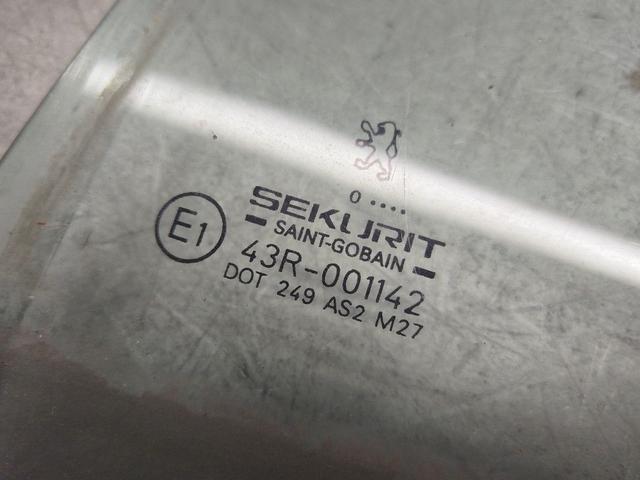 0 ....
SEKURIT
SAINT-GOBAIN
E1
43R-001142
DOT 249 AS2 M27